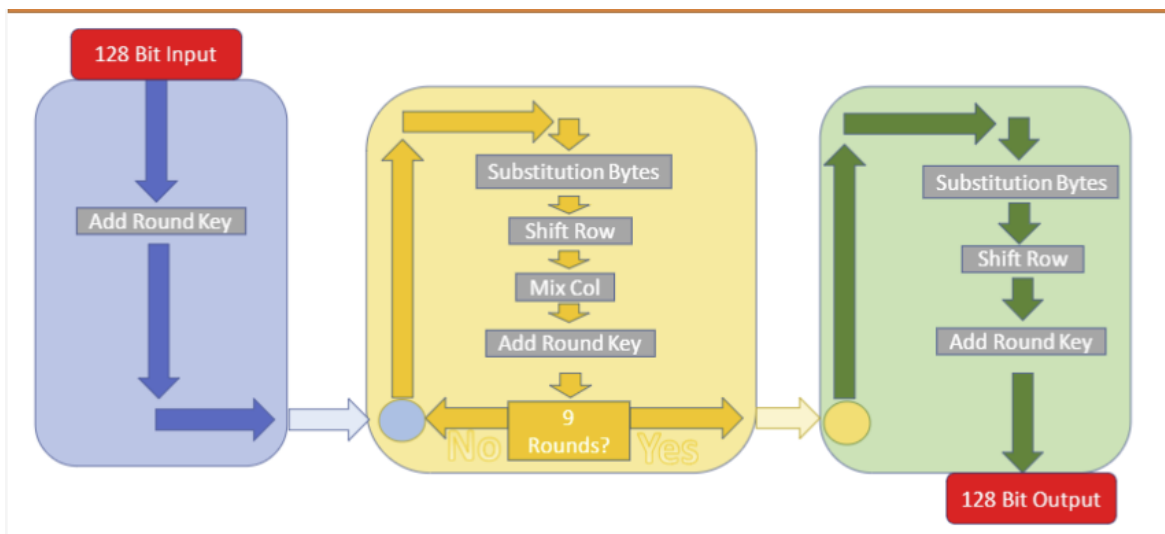 128 Bit Input
Add Round Key
Substitution Bytes
Shift Row
Mix Col
Add Round Key
9
Rounds?
No
Yes
Substitution Bytes
Shift Row
Add Round Key
128 Bit Output